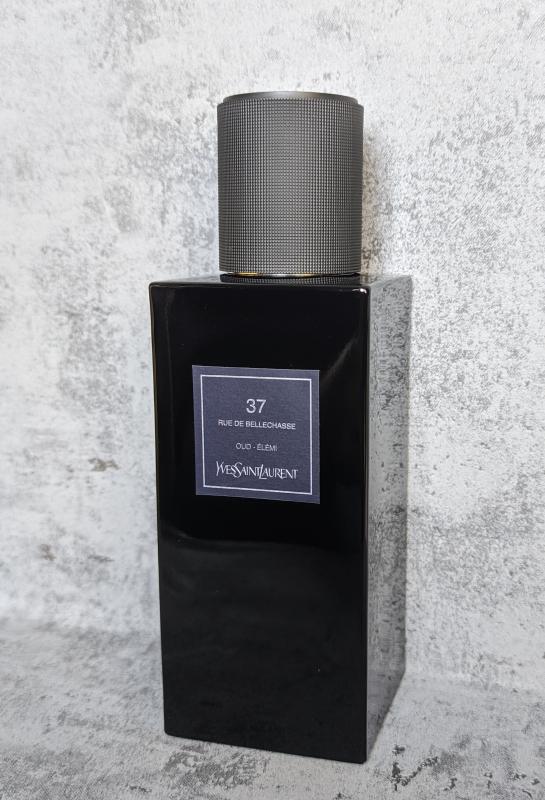 37
RUE DE BELLECHASSE
OUD - ÉLÉMI
YVESSAINTLAURENT